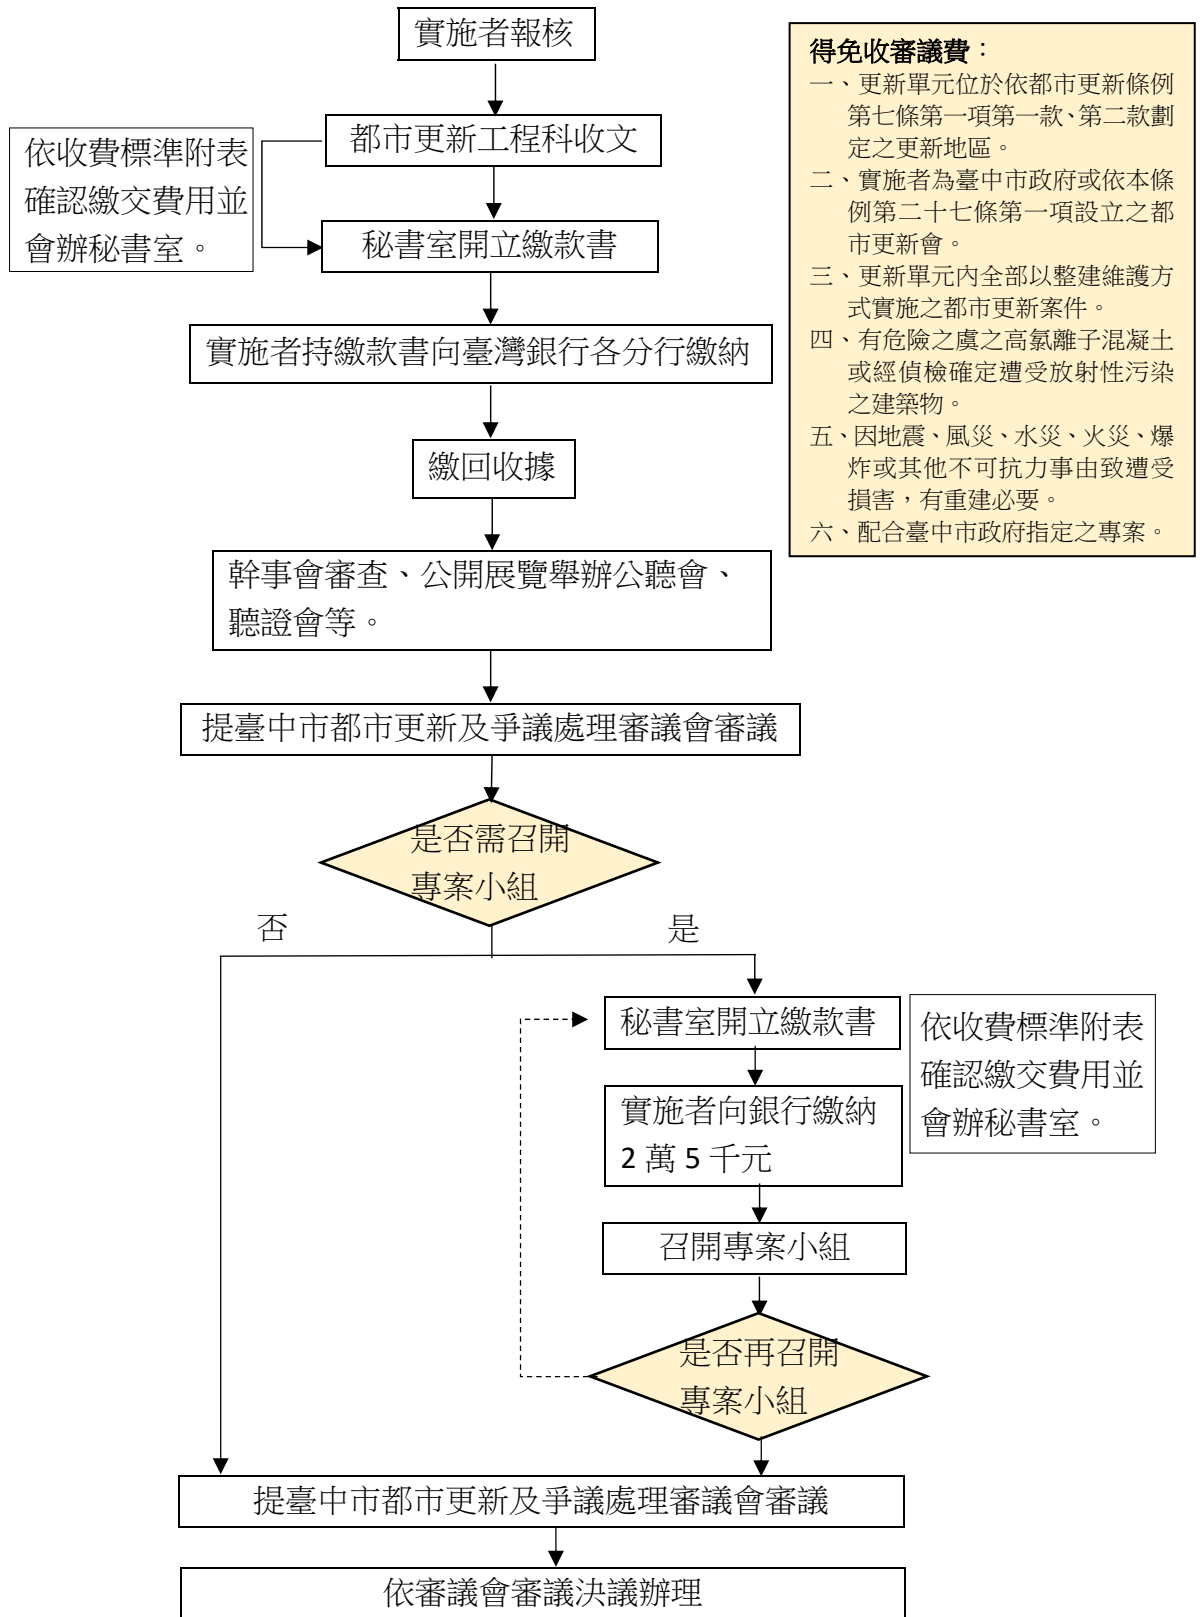 實施者報核
都市更新工程科收文
依收費標準附表
確認繳交費用並
會辦秘書室。
秘書室開立繳款書
實施者持繳款書向臺灣銀行各分行繳納
繳回收據
幹事會審查、公開展覽舉辦公聽會、
聽證會等。
提臺中市都市更新及爭議處理審議會審議
是否需召開
專案小組
否
是
秘書室開立繳款書
依收費標準附表
確認繳交費用並
會辦秘書室。
實施者向銀行繳納
2 萬 5 千元
召開專案小組
是否再召開
專案小組
提臺中市都市更新及爭議處理審議會審議
依審議會審議決議辦理
得免收審議費：
一、更新單元位於依都市更新條例
第七條第一項第一款、第二款劃
定之更新地區。
二、實施者為臺中市政府或依本條
例第二十七條第一項設立之都
市更新會。
三、更新單元內全部以整建維護方
式實施之都市更新案件。
四、有危險之虞之高氯離子混凝土
或經偵檢確定遭受放射性污染
之建築物。
五、因地震、風災、水災、火災、爆
炸或其他不可抗力事由致遭受
損害，有重建必要。
六、配合臺中市政府指定之專案。